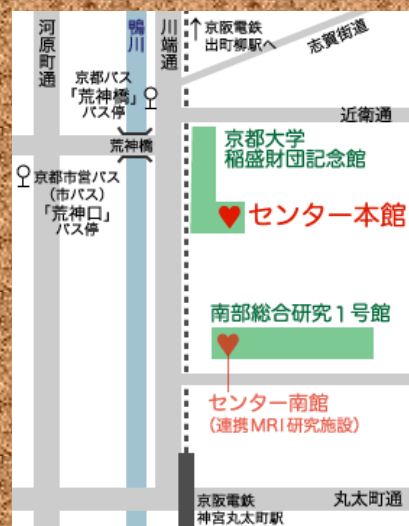 河原町通
鴨川
川端通
京阪電鉄
出町柳駅へ
志賀街道
京都バス
「荒神橋」
バス停
近衛通
荒神橋
京都大学
稲盛財団記念館
京都市営バス
(市バス)
「荒神口」
バス停
センター本館
南部総合研究1号館
センター南館
(連携MRI研究施設)
京阪電鉄
神宮丸太町駅
丸太町通